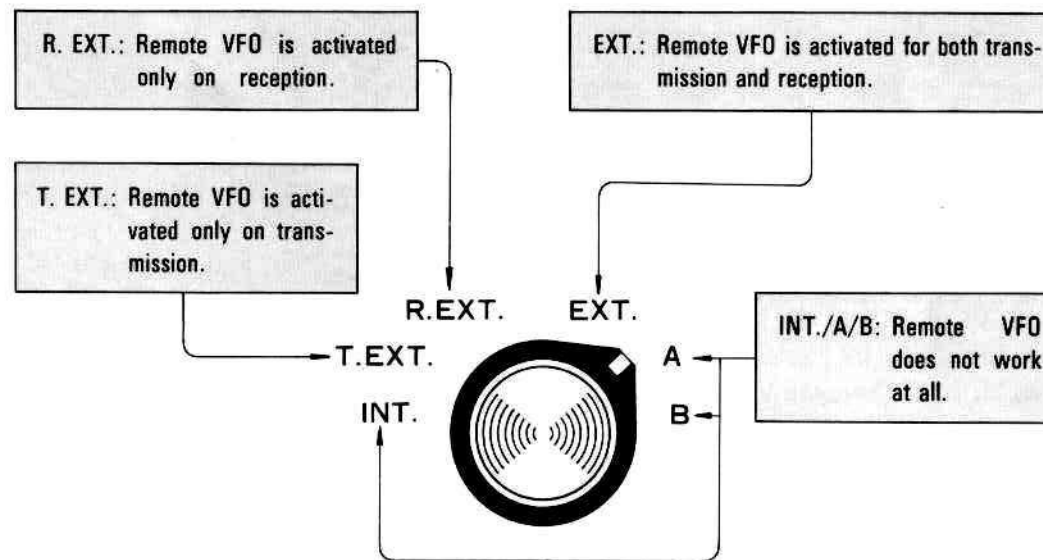 R. EXT.: Remote VFO is activated
only on reception.
EXT.: Remote VFO is activated for both trans-
mission and reception.
T. EXT.: Remote VFO is acti-
vated only on trans-
mission.
R.EXT.
EXT.
INT./A/B: Remote VFO
does not work
at all.
T.EXT.
A
INT.
B